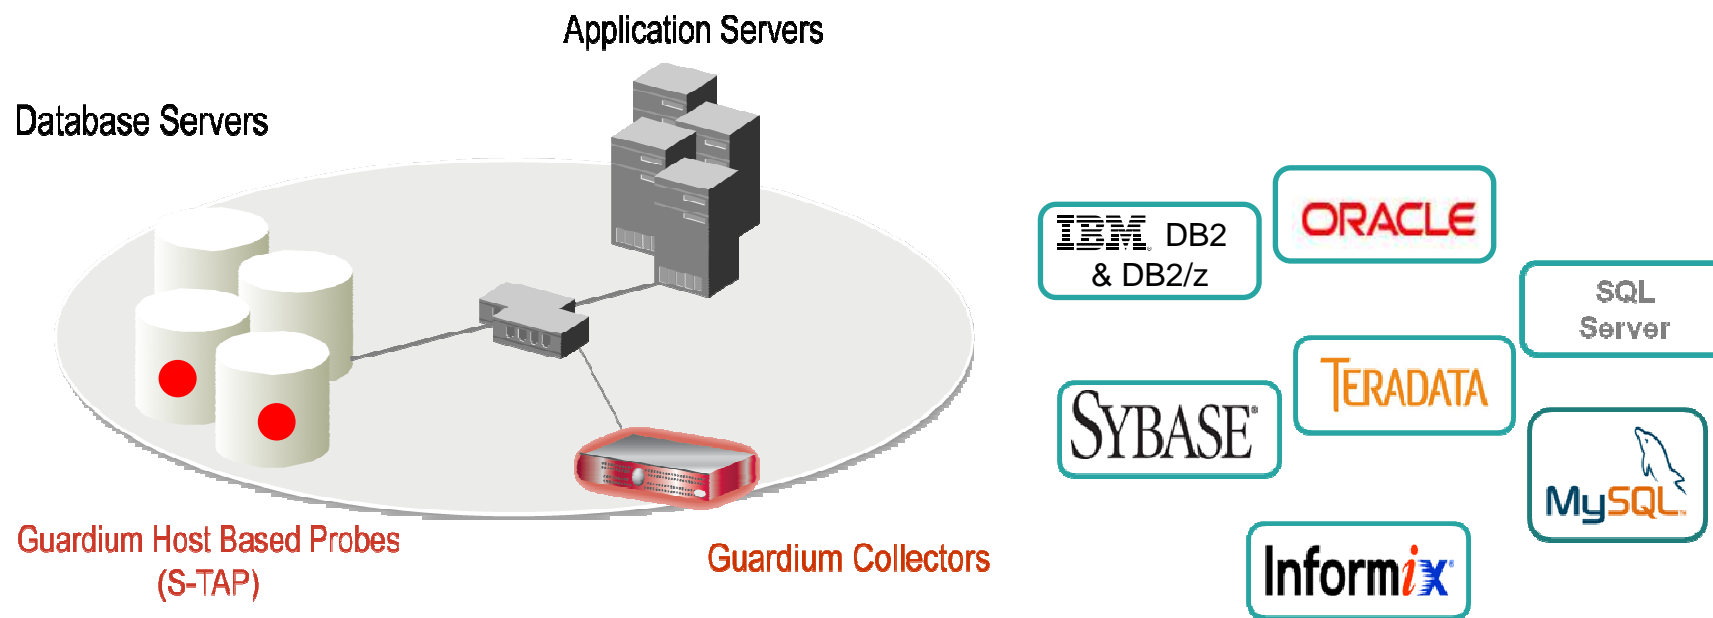 Application Servers
Database Servers
Guardium Host Based Probes
(S-TAP)
Guardium Collectors
IBM. DB2
& DB2/z
ORACLE
SQL
Server
TERADATA
SYBASE®
MySQL™
Informix®